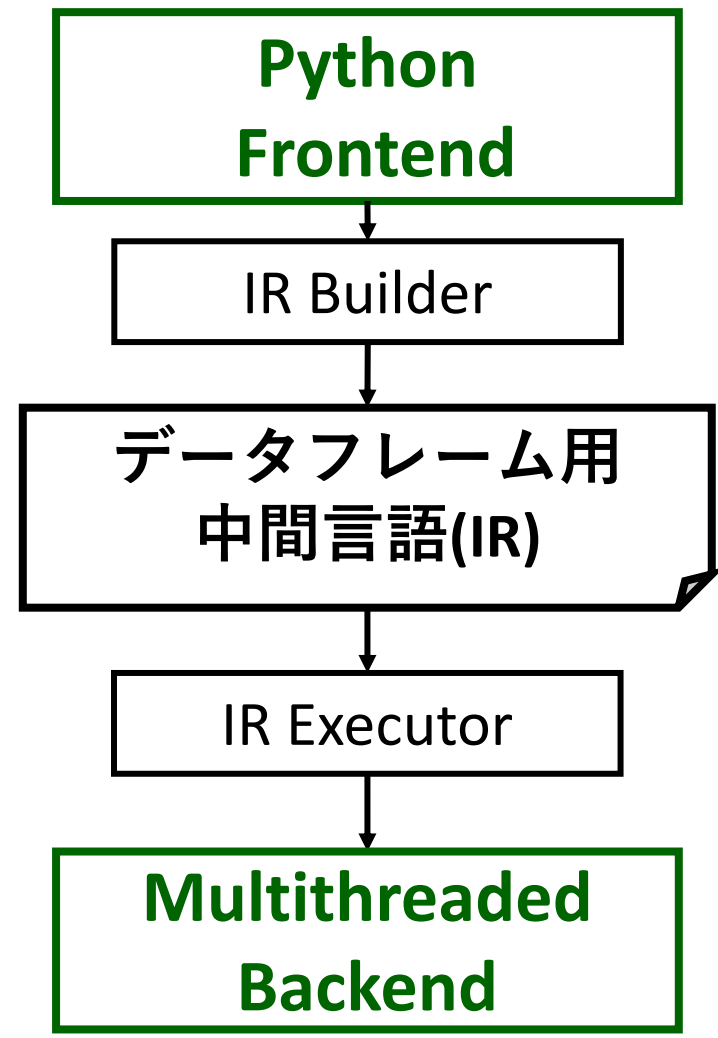 Python
Frontend
IR Builder
データフレーム用
中間言語(IR)
IR Executor
Multithreaded
Backend